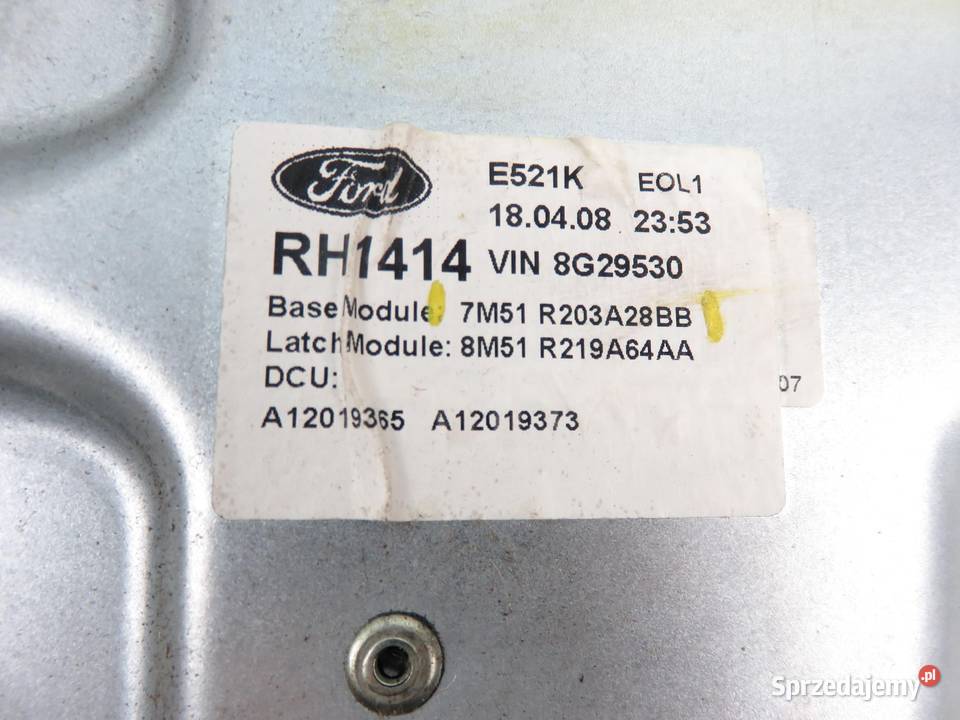 Ford
E521K EOL1
18.04.08 23:53
RH1414 VIN 8G29530
Base Module: 7M51 R203A28BB
Latch Module: 8M51 R219A64AA
DCU:
07
A12019365 A12019373
Sprzedajemy.pl